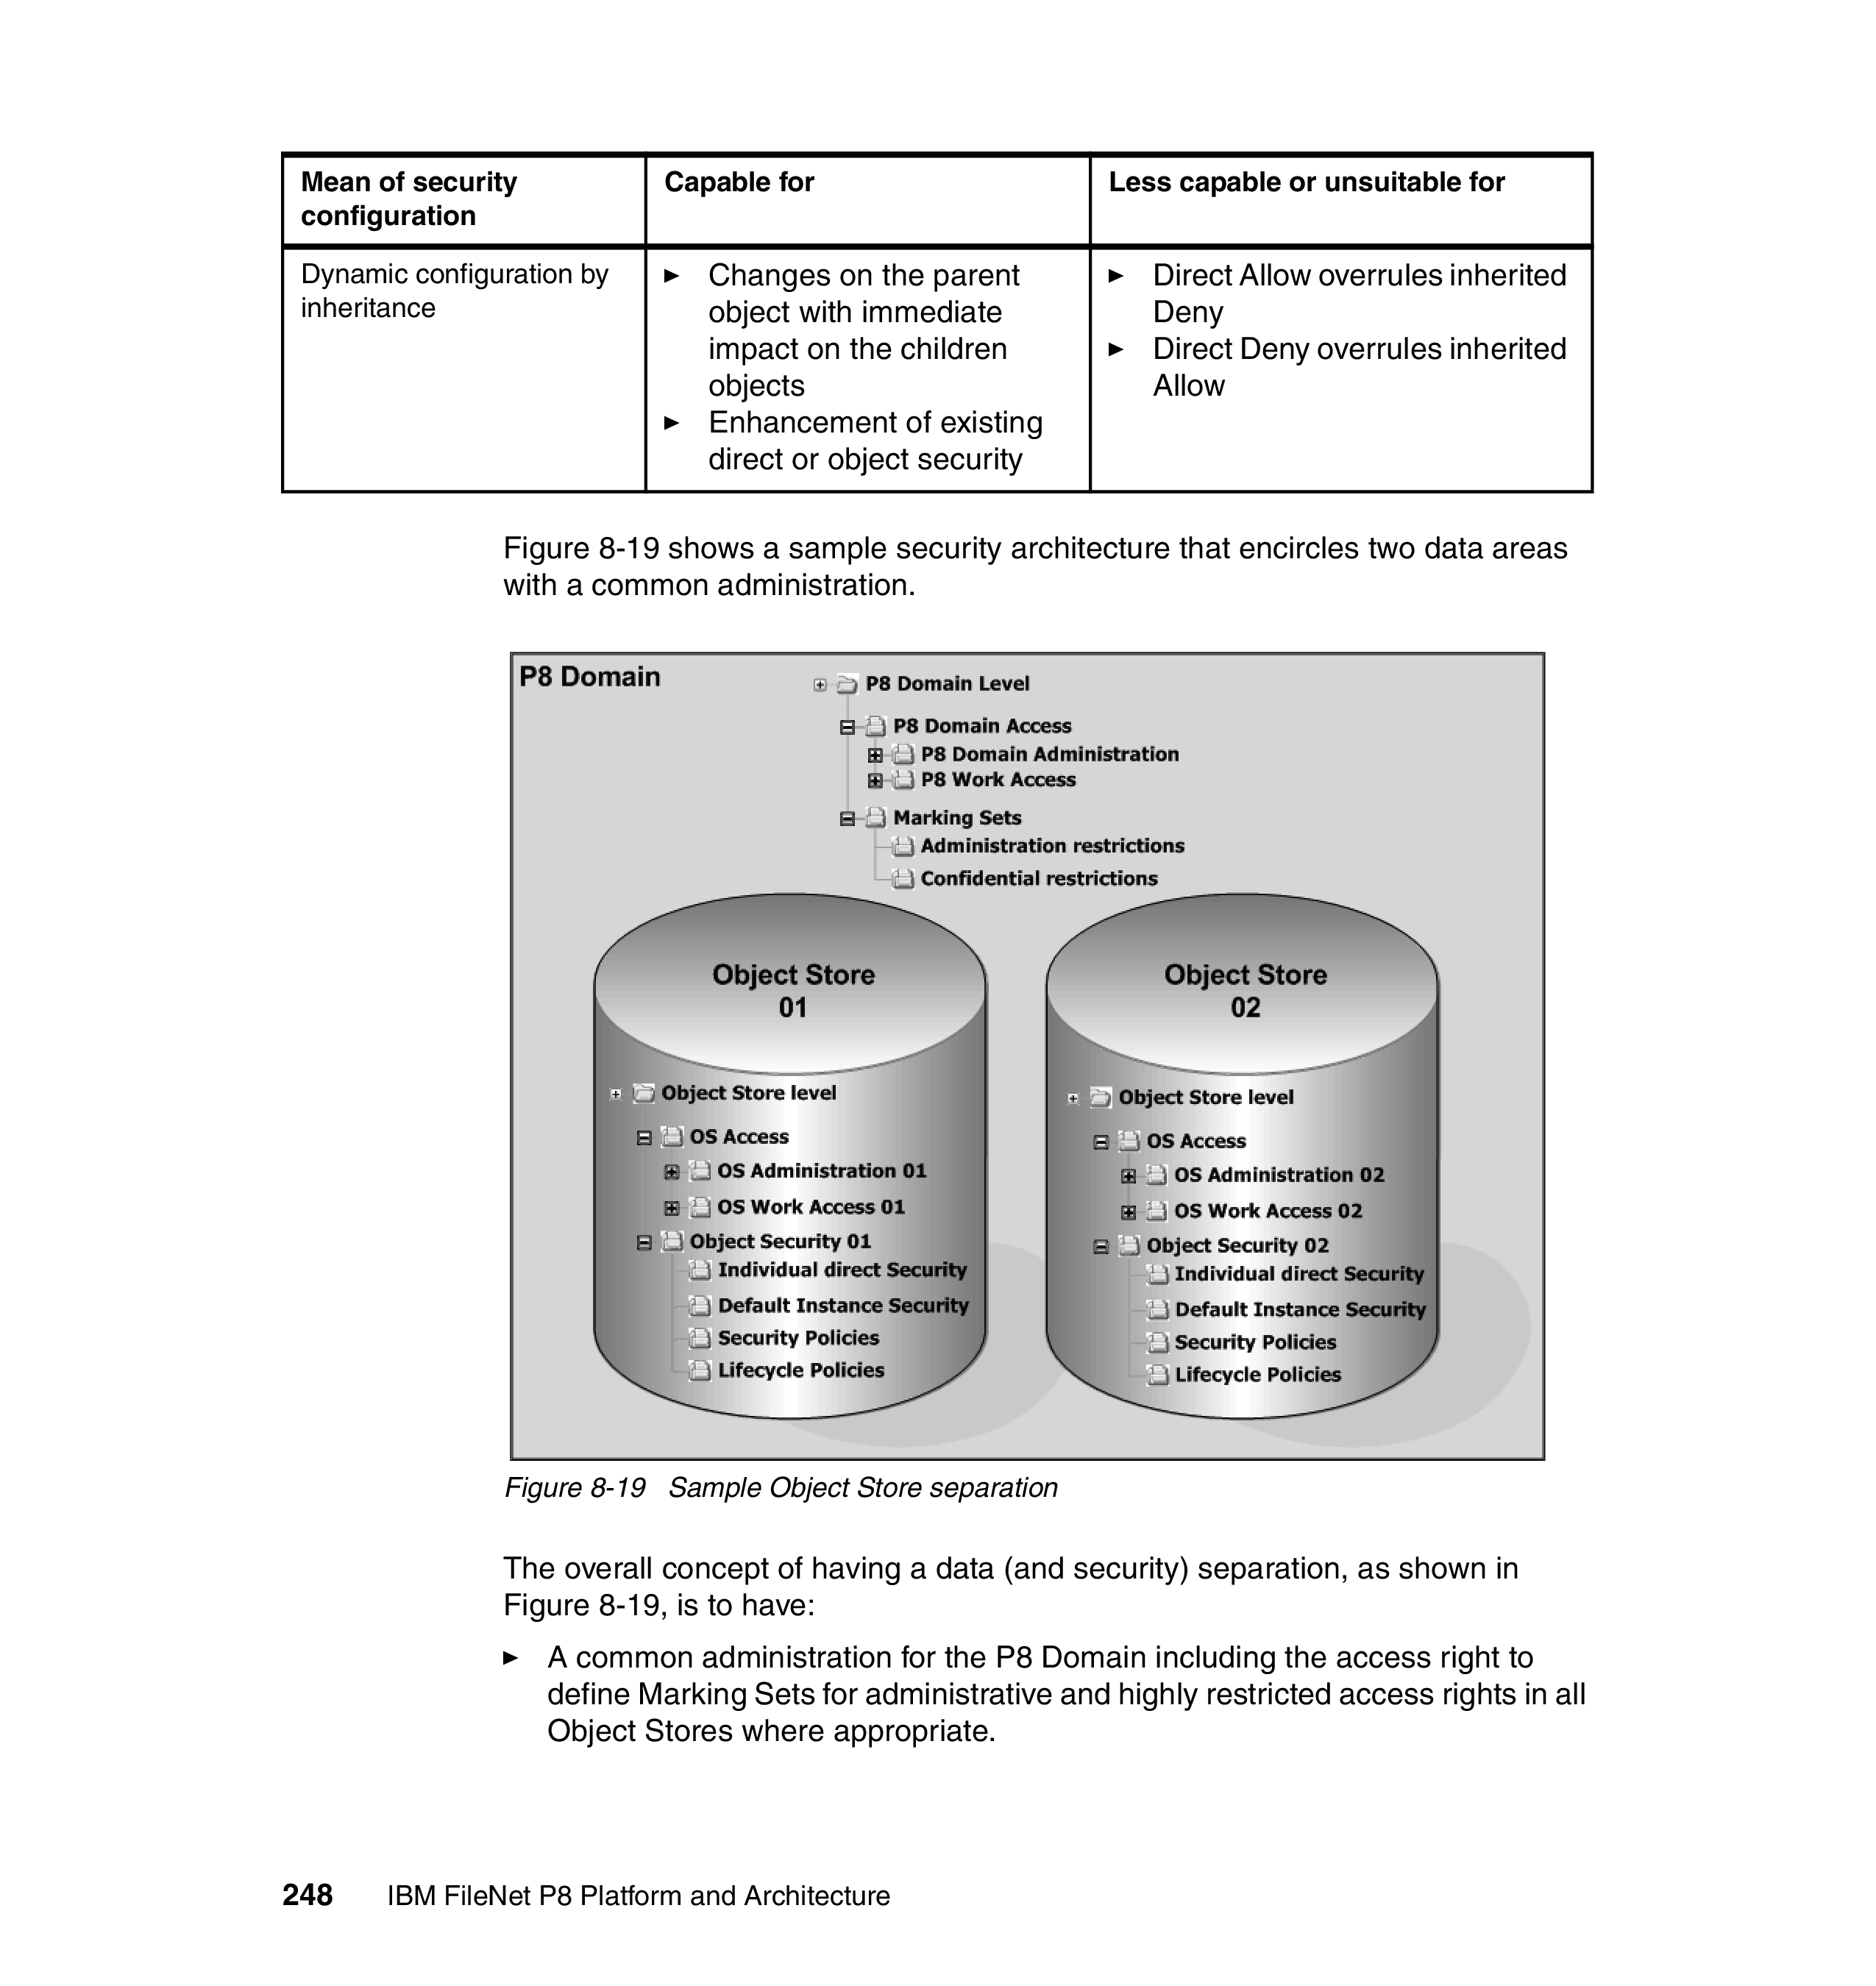 Mean of security
configuration
Capable for
Less capable or unsuitable for
Dynamic configuration by
inheritance
► Changes on the parent
object with immediate
impact on the children
objects
► Enhancement of existing
direct or object security
► Direct Allow overrules inherited
Deny
► Direct Deny overrules inherited
Allow
Figure 8-19 shows a sample security architecture that encircles two data areas
with a common administration.
P8 Domain
P8 Domain Level
P8 Domain Access
P8 Domain Administration
P8 Work Access
Marking Sets
Administration restrictions
Confidential restrictions
Object Store
01
Object Store level
OS Access
OS Administration 01
OS Work Access 01
Object Security 01
Individual direct Security
Default Instance Security
Security Policies
Lifecycle Policies
Object Store
02
Object Store level
OS Access
OS Administration 02
OS Work Access 02
Object Security 02
Individual direct Security
Default Instance Security
Security Policies
Lifecycle Policies
Figure 8-19 Sample Object Store separation
The overall concept of having a data (and security) separation, as shown in
Figure 8-19, is to have:
► A common administration for the P8 Domain including the access right to
define Marking Sets for administrative and highly restricted access rights in all
Object Stores where appropriate.
248 IBM FileNet P8 Platform and Architecture